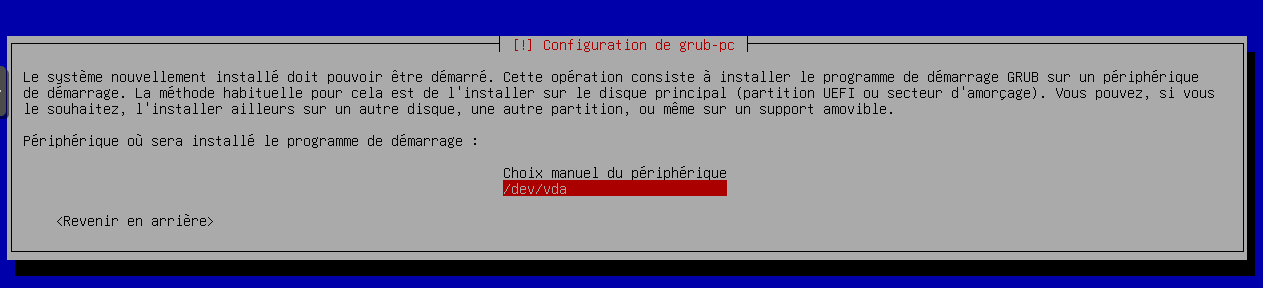 [!] Configuration de grub-pc
Le système nouvellement installé doit pouvoir être démarré. Cette opération consiste à installer le programme de démarrage GRUB sur un périphérique
de démarrage. La méthode habituelle pour cela est de l'installer sur le disque principal (partition UEFI ou secteur d'amorçage). Vous pouvez, si vous
le souhaitez, l'installer ailleurs sur un autre disque, une autre partition, ou même sur un support amovible.
Périphérique où sera installé le programme de démarrage :
Choix manuel du périphérique
/dev/vda
<Revenir en arrière>